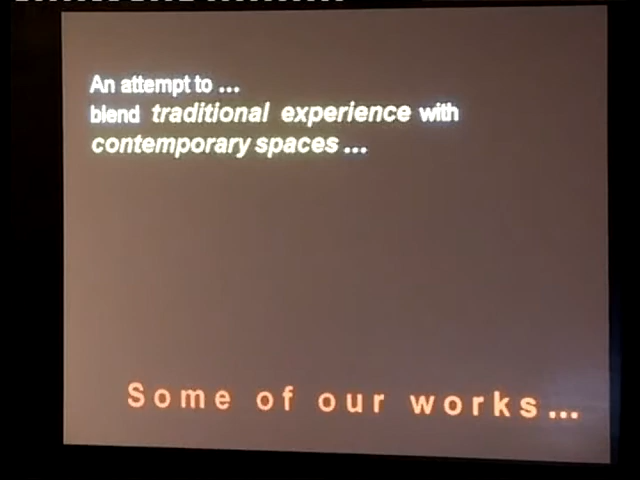 An attempt to ...
blend traditional experience with
contemporary spaces ...
Some of our works...